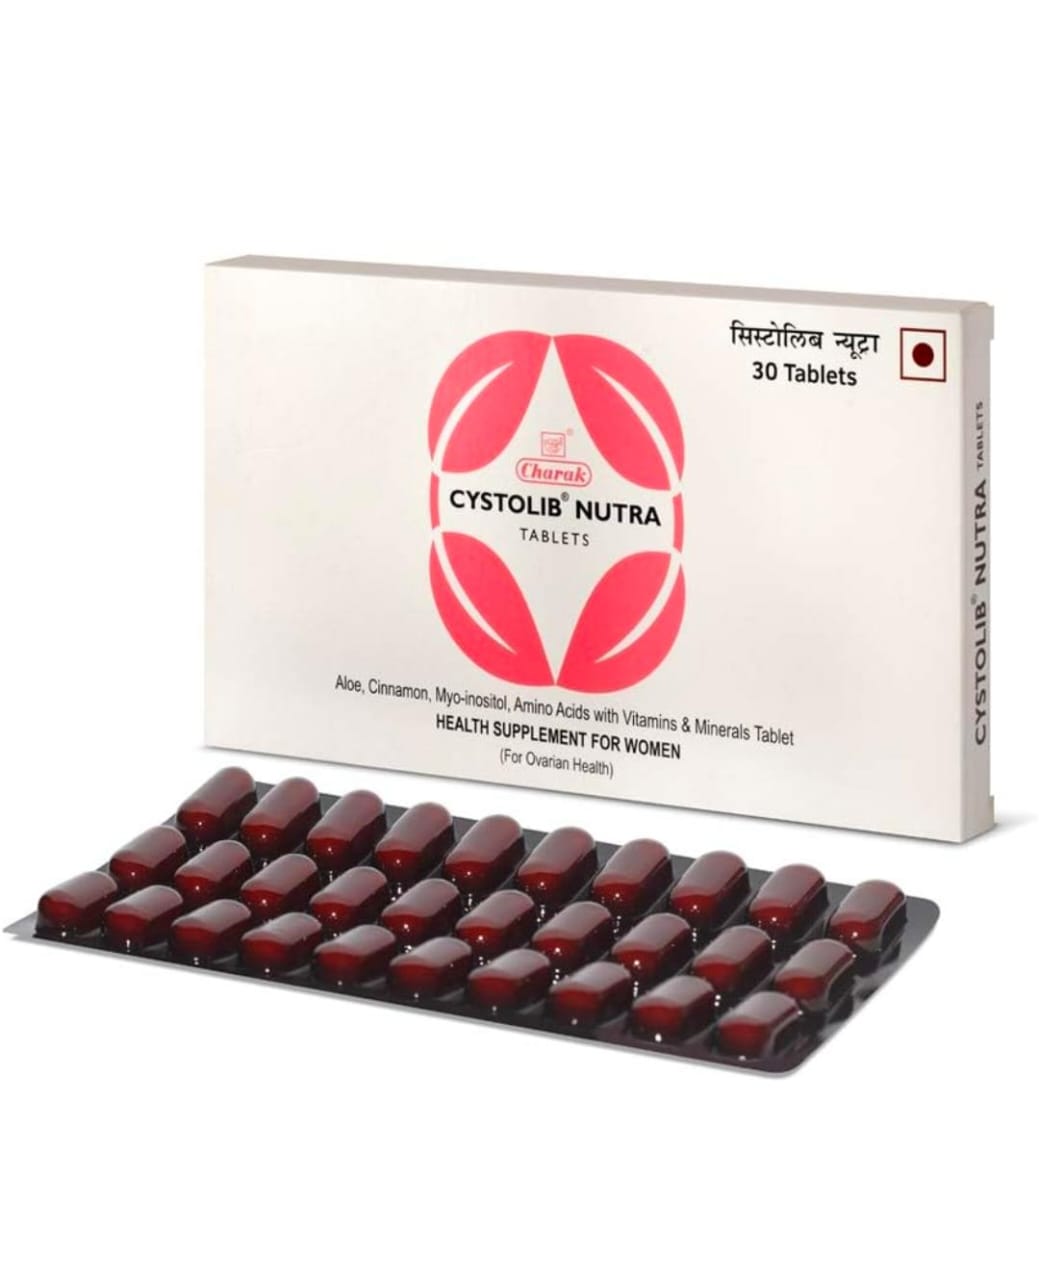 सिस्टोलिब न्यूट्रा
30 Tablets
Charak
CYSTOLIB® NUTRA
TABLETS
Aloe, Cinnamon, Myo-inositol, Amino Acids with Vitamins & Minerals Tablet
HEALTH SUPPLEMENT FOR WOMEN
(For Ovarian Health)
CYSTOLIB® NUTRA TABLETS